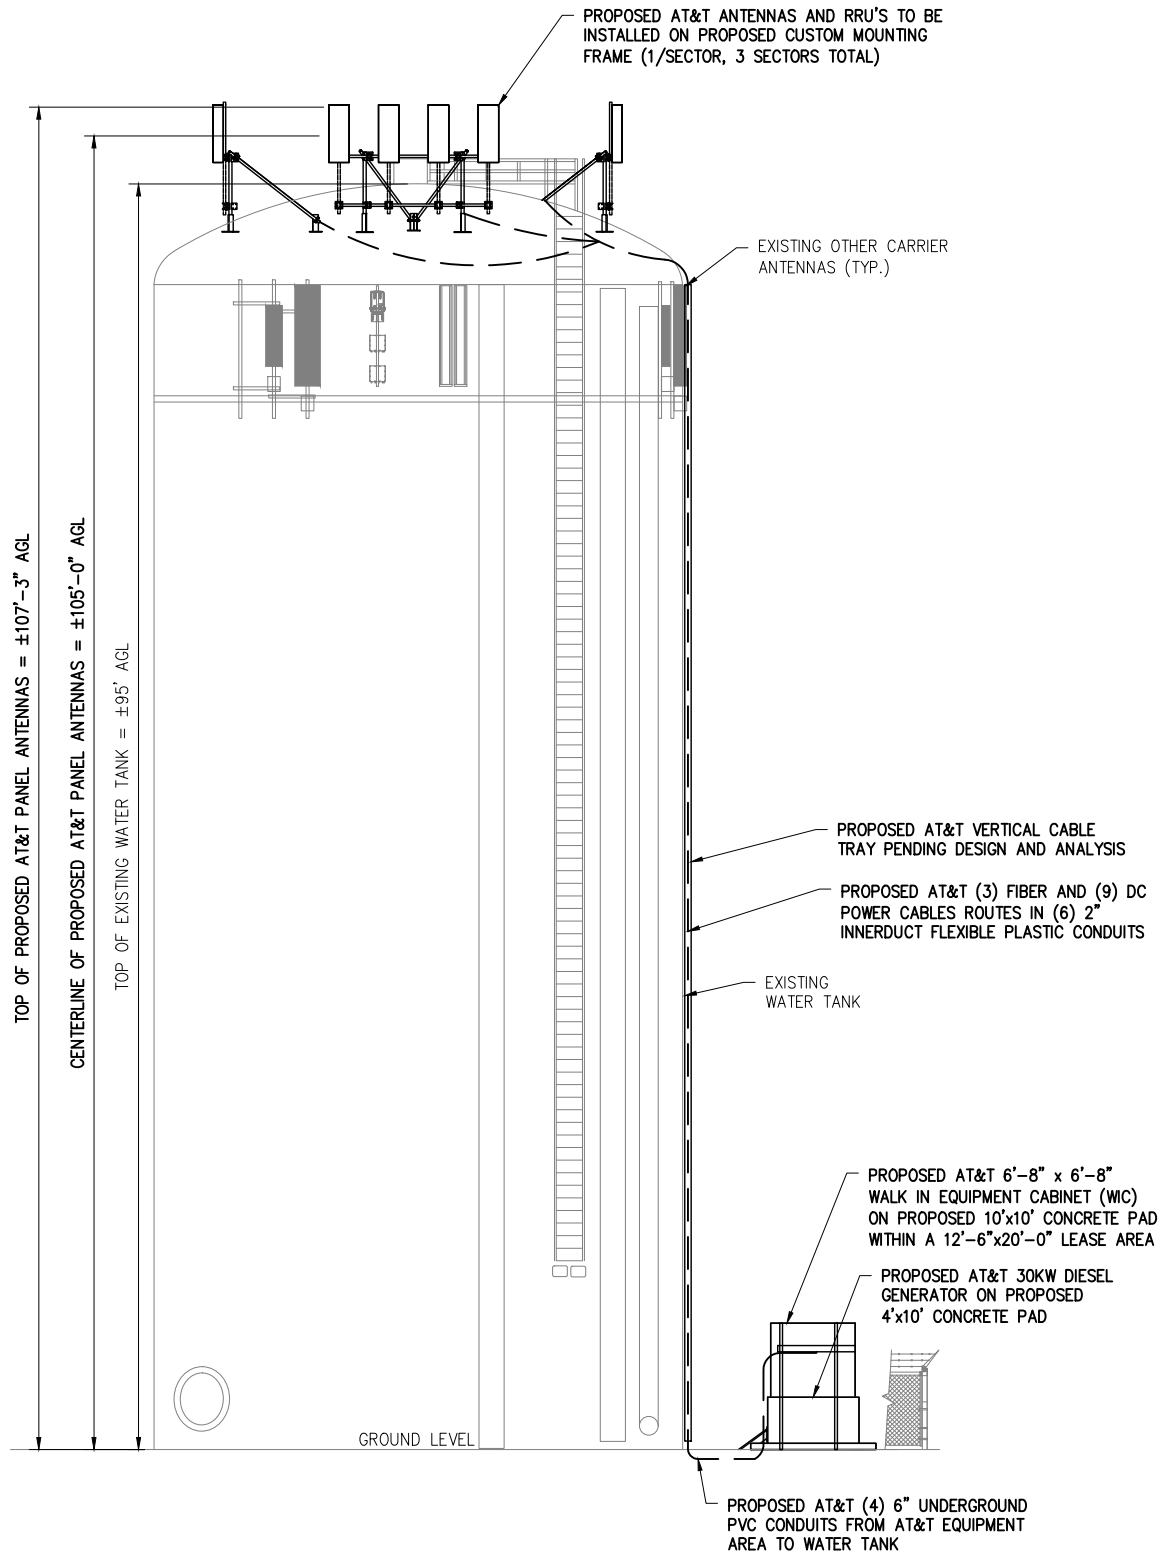 PROPOSED AT&T ANTENNAS AND RRU'S TO BE
INSTALLED ON PROPOSED CUSTOM MOUNTING
FRAME (1/SECTOR, 3 SECTORS TOTAL)
EXISTING OTHER CARRIER
ANTENNAS (TYP.)
TOP OF PROPOSED AT&T PANEL ANTENNAS = ±107'-3" AGL
CENTERLINE OF PROPOSED AT&T PANEL ANTENNAS = ±105'-0" AGL
TOP OF EXISTING WATER TANK = ±95' AGL
PROPOSED AT&T VERTICAL CABLE
TRAY PENDING DESIGN AND ANALYSIS
PROPOSED AT&T (3) FIBER AND (9) DC
POWER CABLES ROUTES IN (6) 2"
INNERDUCT FLEXIBLE PLASTIC CONDUITS
EXISTING
WATER TANK
PROPOSED AT&T 6'-8" x 6'-8"
WALK IN EQUIPMENT CABINET (WIC)
ON PROPOSED 10'x10' CONCRETE PAD
WITHIN A 12'-6"x20'-0" LEASE AREA
PROPOSED AT&T 30KW DIESEL
GENERATOR ON PROPOSED
4'x10' CONCRETE PAD
GROUND LEVEL
PROPOSED AT&T (4) 6" UNDERGROUND
PVC CONDUITS FROM AT&T EQUIPMENT
AREA TO WATER TANK